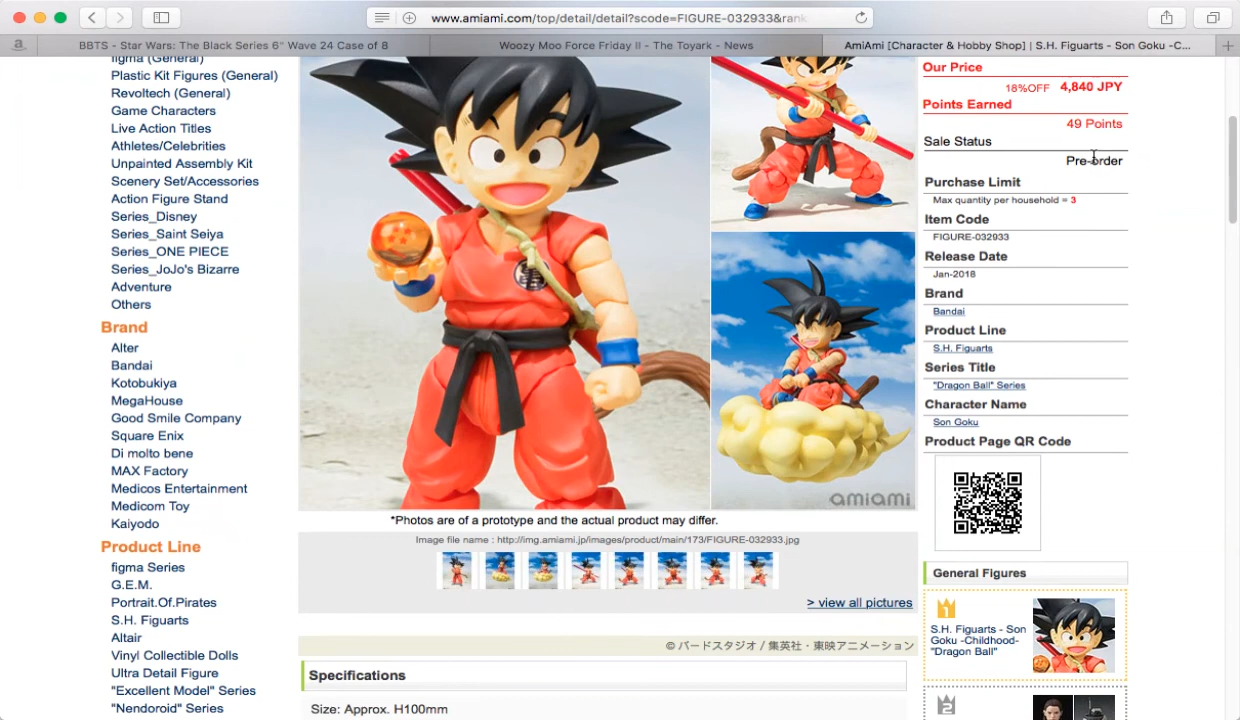 www.amiami.com/top/detail/detail?scode=FIGURE-032933&rank
BBTS - Star Wars: The Black Series 6" Wave 24 Case of 8
Woozy Moo Force Friday II - The Toyark - News
AmiAmi [Character & Hobby Shop] | S.H. Figuarts - Son Goku -C...
figma (General)
Plastic Kit Figures (General)
Revoltech (General)
Game Characters
Live Action Titles
Athletes/Celebrities
Unpainted Assembly Kit
Scenery Set/Accessories
Action Figure Stand
Series_Disney
Series_Saint Seiya
Series_ONE PIECE
Series_JoJo's Bizarre
Adventure
Others
Brand
Alter
Bandai
Kotobukiya
MegaHouse
Good Smile Company
Square Enix
Di molto bene
MAX Factory
Medicos Entertainment
Medicom Toy
Kaiyodo
Product Line
figma Series
G.E.M.
Portrait.Of.Pirates
S.H. Figuarts
Altair
Vinyl Collectible Dolls
Ultra Detail Figure
"Excellent Model" Series
"Nendoroid" Series
amiami
*Photos are of a prototype and the actual product may differ.
Image file name : http://img.amiami.jp/images/product/main/173/FIGURE-032933.jpg
> view all pictures
© バードスタジオ / 集英社・東映アニメーション
Specifications
Size: Approx. H100mm
Our Price
18%OFF 4,840 JPY
Points Earned
49 Points
Sale Status
Pre-order
Purchase Limit
Max quantity per household = 3
Item Code
FIGURE-032933
Release Date
Jan-2018
Brand
Bandai
Product Line
S.H. Figuarts
Series Title
"Dragon Ball" Series
Character Name
Son Goku
Product Page QR Code
General Figures
1
S.H. Figuarts - Son
Goku -Childhood-
"Dragon Ball"
2